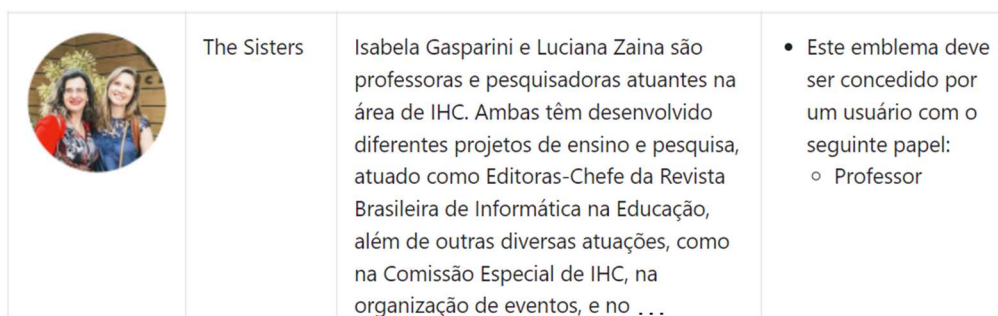 The Sisters
Isabela Gasparini e Luciana Zaina são
professoras e pesquisadoras atuantes na
área de IHC. Ambas têm desenvolvido
diferentes projetos de ensino e pesquisa,
atuado como Editoras-Chefe da Revista
Brasileira de Informática na Educação,
além de outras diversas atuações, como
na Comissão Especial de IHC, na
organização de eventos, e no ...
• Este emblema deve
ser concedido por
um usuário com o
seguinte papel:
○ Professor